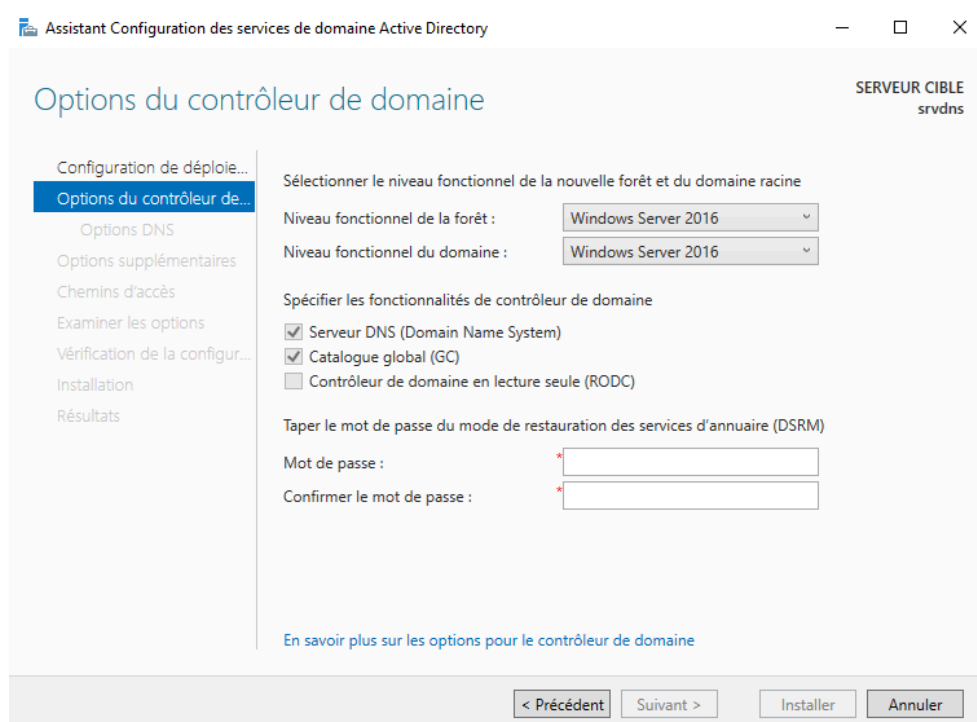 Assistant Configuration des services de domaine Active Directory
Options du contrôleur de domaine
SERVEUR CIBLE
srvdns
Configuration de déploie...
Options du contrôleur de...
Options DNS
Options supplémentaires
Chemins d'accès
Examiner les options
Vérification de la configur...
Installation
Résultats
Sélectionner le niveau fonctionnel de la nouvelle forêt et du domaine racine
Niveau fonctionnel de la forêt : Windows Server 2016
Niveau fonctionnel du domaine : Windows Server 2016
Spécifier les fonctionnalités de contrôleur de domaine
Serveur DNS (Domain Name System)
Catalogue global (GC)
Contrôleur de domaine en lecture seule (RODC)
Taper le mot de passe du mode de restauration des services d'annuaire (DSRM)
Mot de passe : *
Confirmer le mot de passe : *
En savoir plus sur les options pour le contrôleur de domaine
< Précédent Suivant > Installer Annuler